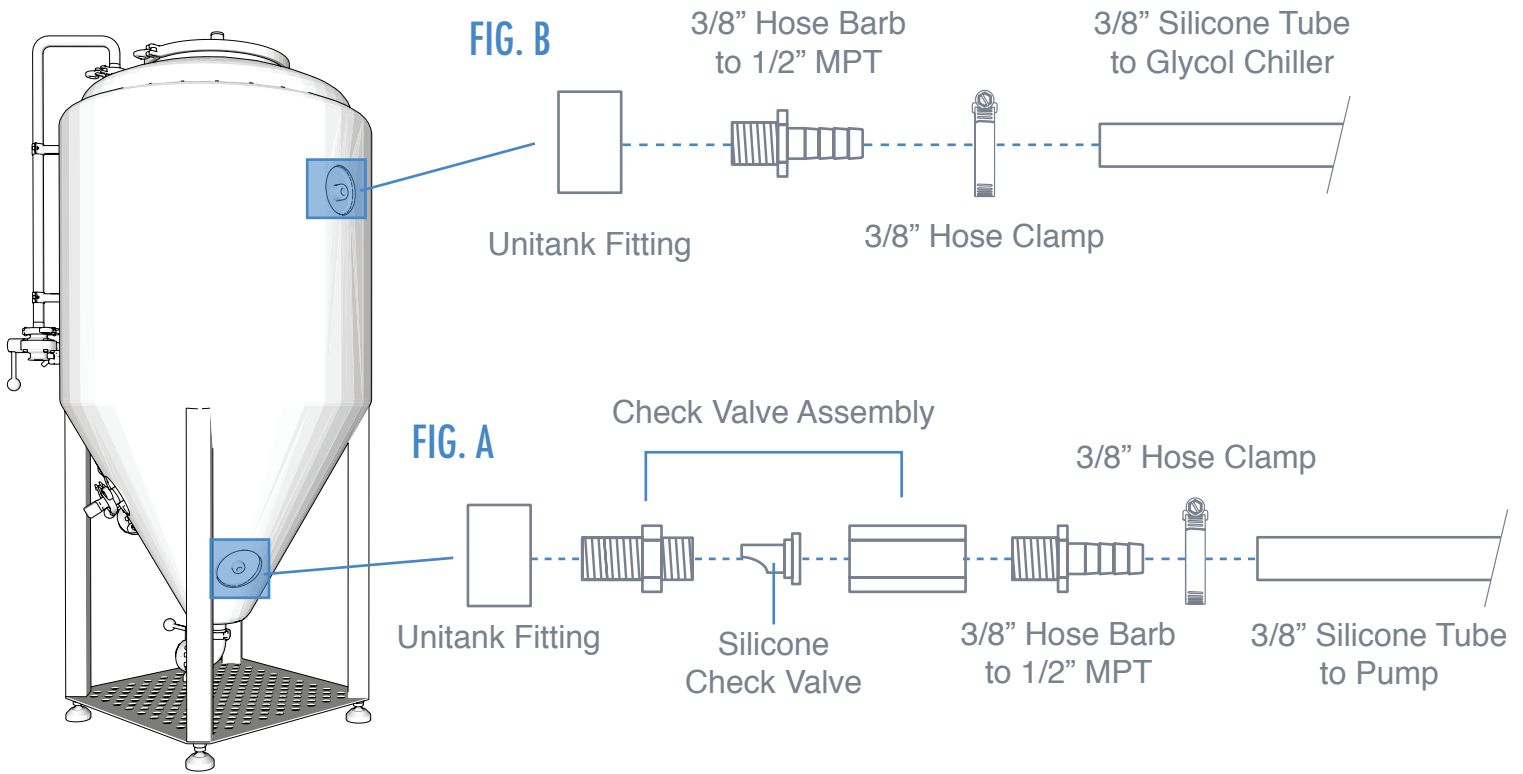 FIG. B
3/8” Hose Barb
to 1/2” MPT
3/8” Silicone Tube
to Glycol Chiller
Unitank Fitting
3/8” Hose Clamp
FIG. A
Check Valve Assembly
3/8” Hose Clamp
Unitank Fitting
Silicone
Check Valve
3/8” Hose Barb
to 1/2” MPT
3/8” Silicone Tube
to Pump